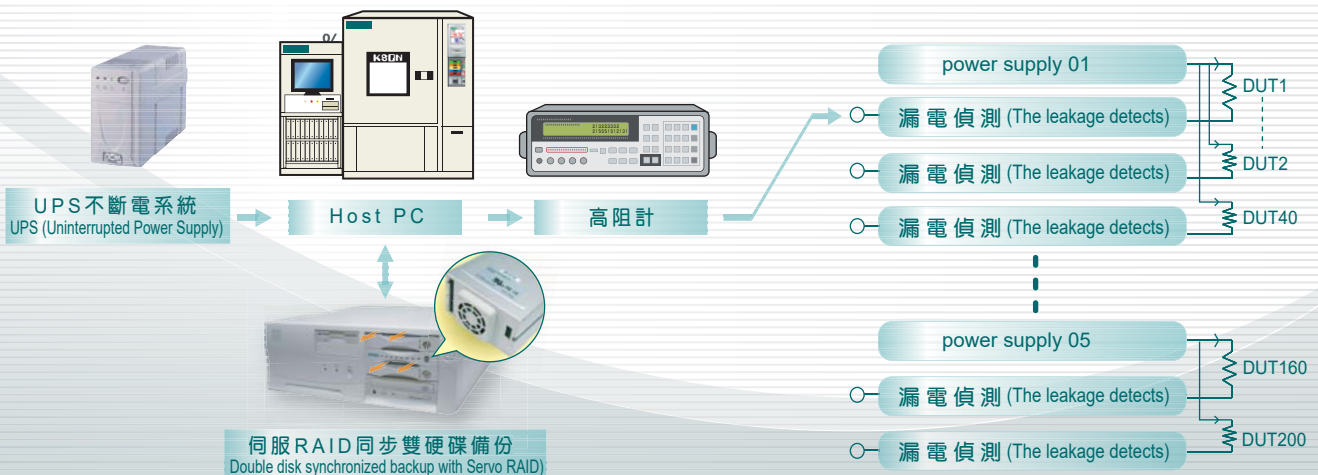 KSON
212222222
UPS不斷電系統
UPS (Uninterrupted Power Supply)
Host PC
高阻計
伺服RAID同步雙硬碟備份
Double disk synchronized backup with Servo RAID)
power supply 01
漏電偵測 (The leakage detects)
漏電偵測 (The leakage detects)
漏電偵測 (The leakage detects)
DUT1
DUT2
DUT40
power supply 05
漏電偵測 (The leakage detects)
漏電偵測 (The leakage detects)
DUT160
DUT200